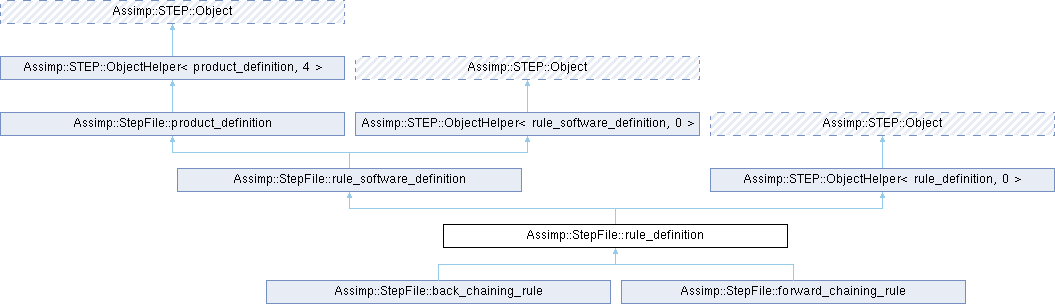 Assimp::STEP::Object
Assimp::STEP::ObjectHelper< product_definition, 4 >
Assimp::STEP::Object
Assimp::StepFile::product_definition
Assimp::STEP::ObjectHelper< rule_software_definition, 0 >
Assimp::STEP::Object
Assimp::StepFile::rule_software_definition
Assimp::STEP::ObjectHelper< rule_definition, 0 >
Assimp::StepFile::rule_definition
Assimp::StepFile::back_chaining_rule
Assimp::StepFile::forward_chaining_rule